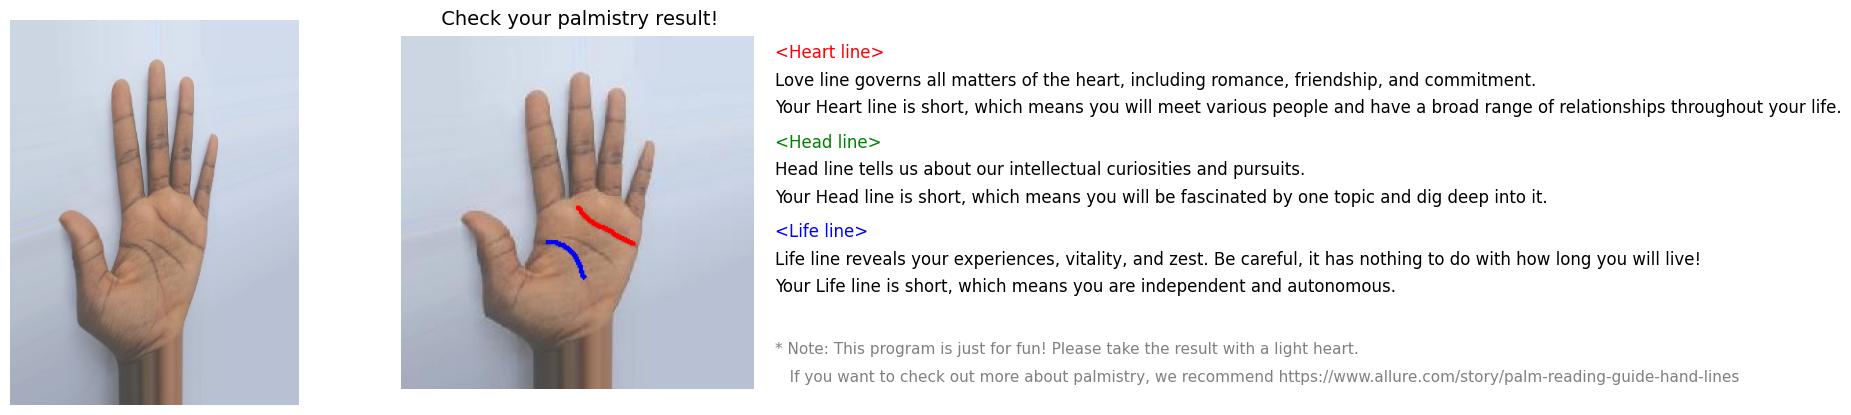 Check your palmistry result!
<Heart line>
Love line governs all matters of the heart, including romance, friendship, and commitment.
Your Heart line is short, which means you will meet various people and have a broad range of relationships throughout your life.
<Head line>
Head line tells us about our intellectual curiosities and pursuits.
Your Head line is short, which means you will be fascinated by one topic and dig deep into it.
<Life line>
Life line reveals your experiences, vitality, and zest. Be careful, it has nothing to do with how long you will live!
Your Life line is short, which means you are independent and autonomous.
* Note: This program is just for fun! Please take the result with a light heart.
If you want to check out more about palmistry, we recommend https://www.allure.com/story/palm-reading-guide-hand-lines